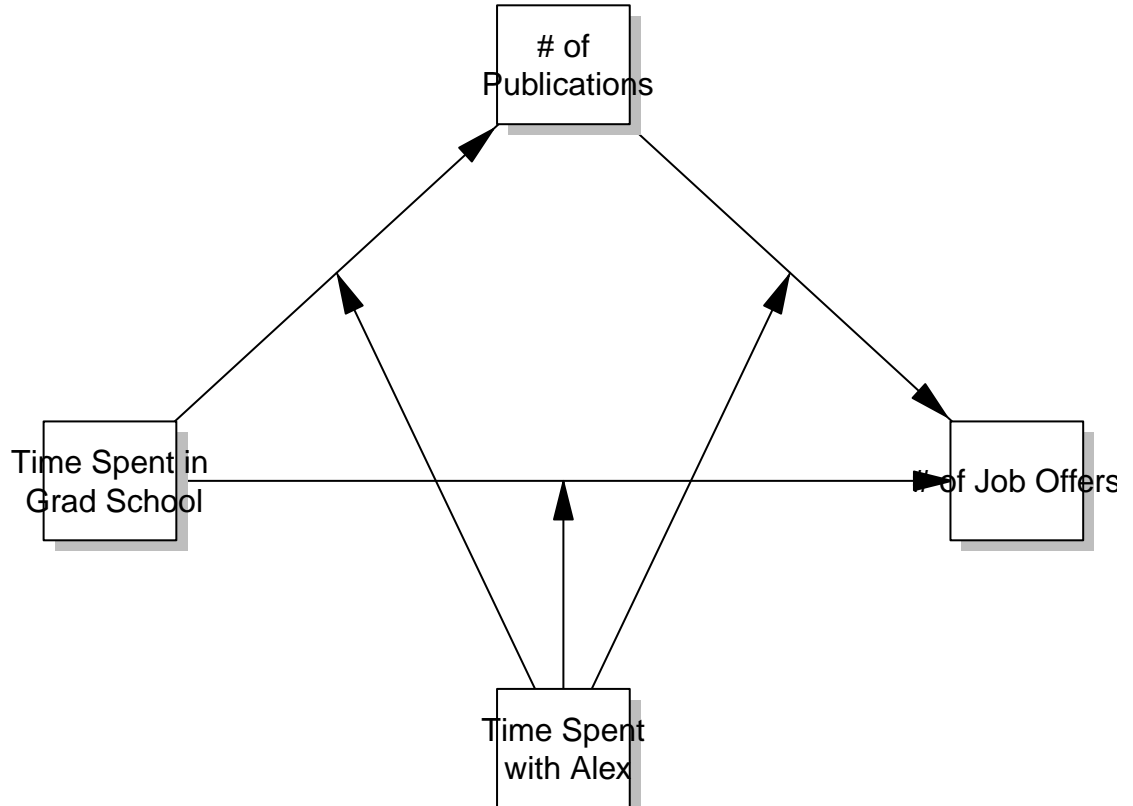 # of
Publications
Time Spent in
Grad School
# of Job Offers
Time Spent
with Alex